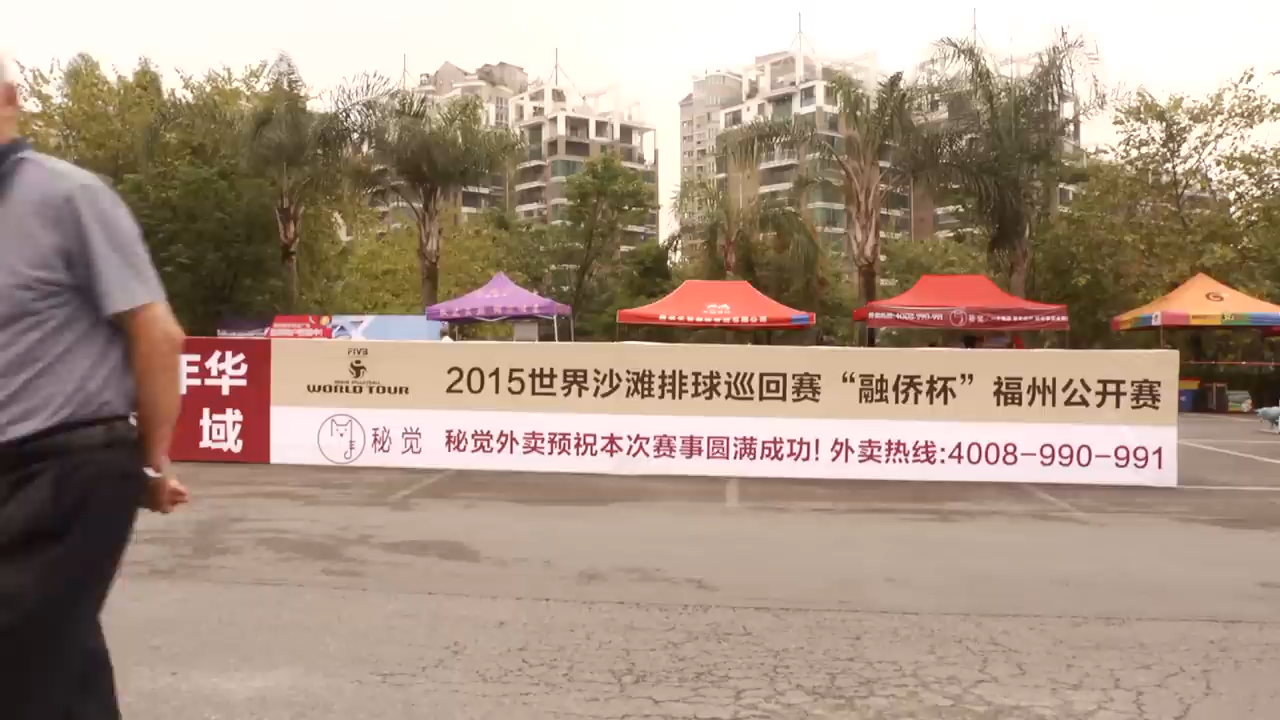 年华
域
FIVB
WORLD TOUR
2015世界沙滩排球巡回赛“融侨杯”福州公开赛
秘觉
秘觉外卖预祝本次赛事圆满成功! 外卖热线:4008-990-991